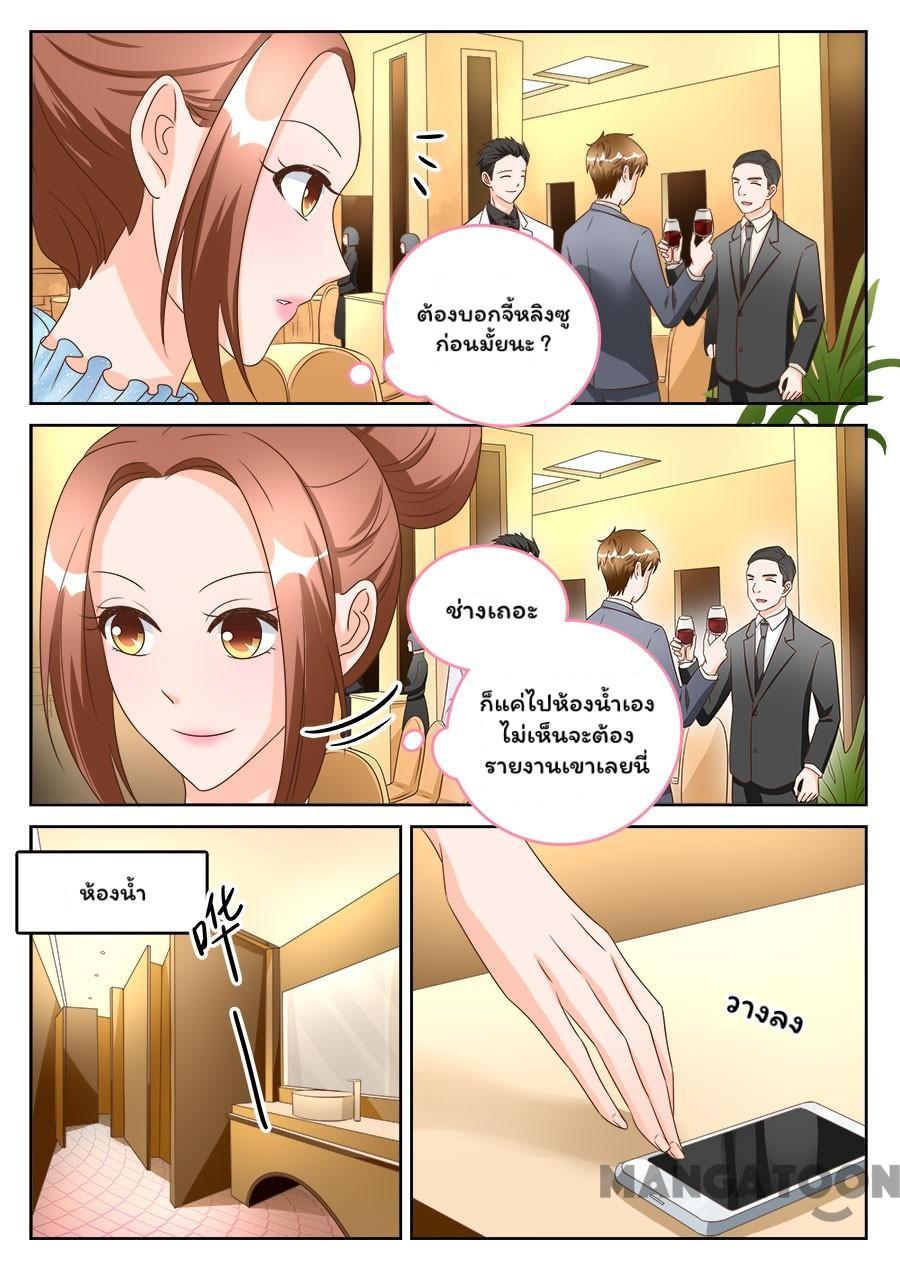 ต้องบอกจี้หลิงซู
ก่อนมั้ยนะ ?
ช่างเถอะ
ก็แค่ไปห้องน้ำเอง
ไม่เห็นจะต้อง
รายงานเขาเลยนี่
ห้องน้ำ
哗
วางลง
MANGATOON